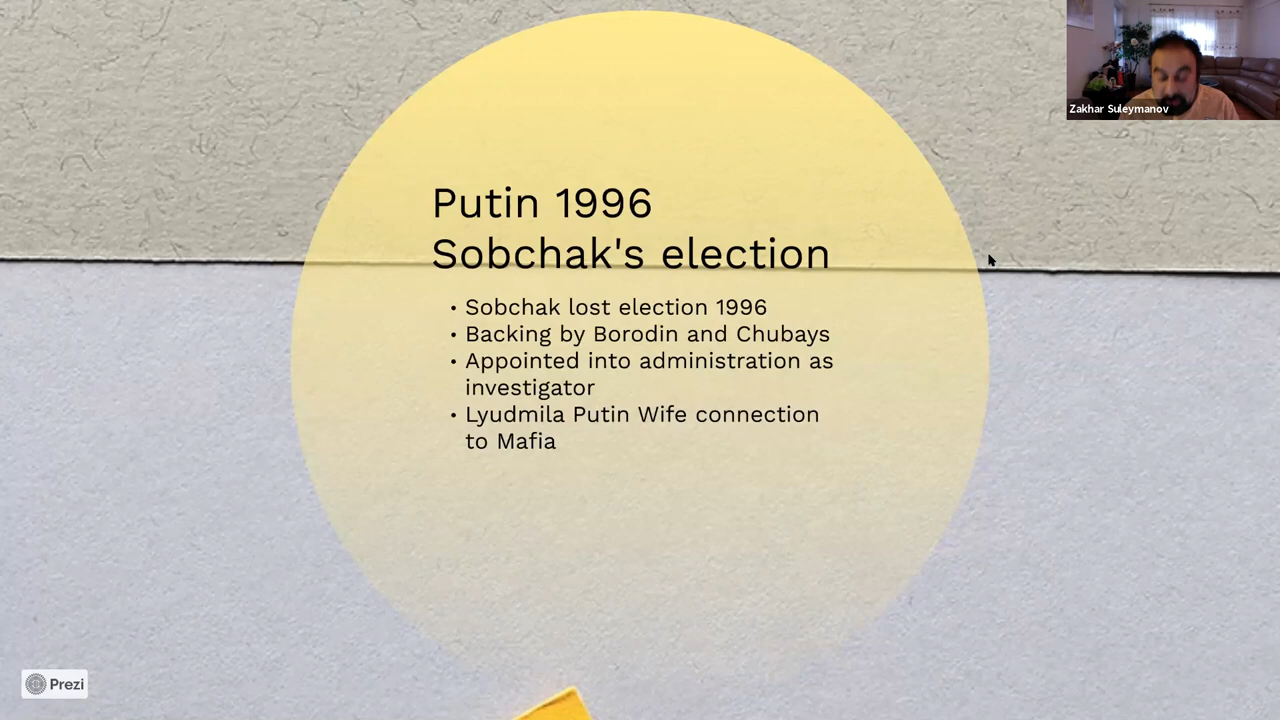 Zakhar Suleymanov
Putin 1996
Sobchak's election
• Sobchak lost election 1996
• Backing by Borodin and Chubays
• Appointed into administration as
investigator
• Lyudmila Putin Wife connection
to Mafia
Prezi